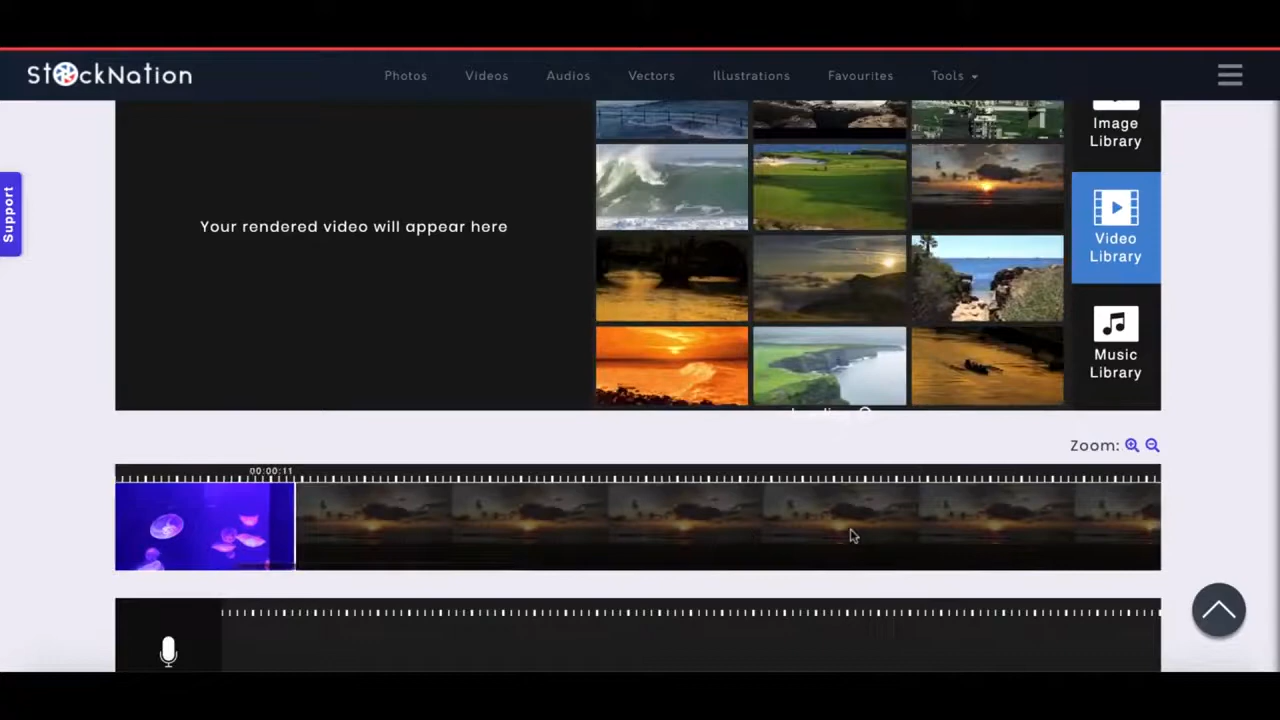 StockNation
Photos
Videos
Audios
Vectors
Illustrations
Favourites
Tools
Support
Your rendered video will appear here
Image
Library
Video
Library
Music
Library
Zoom:
00:00:11